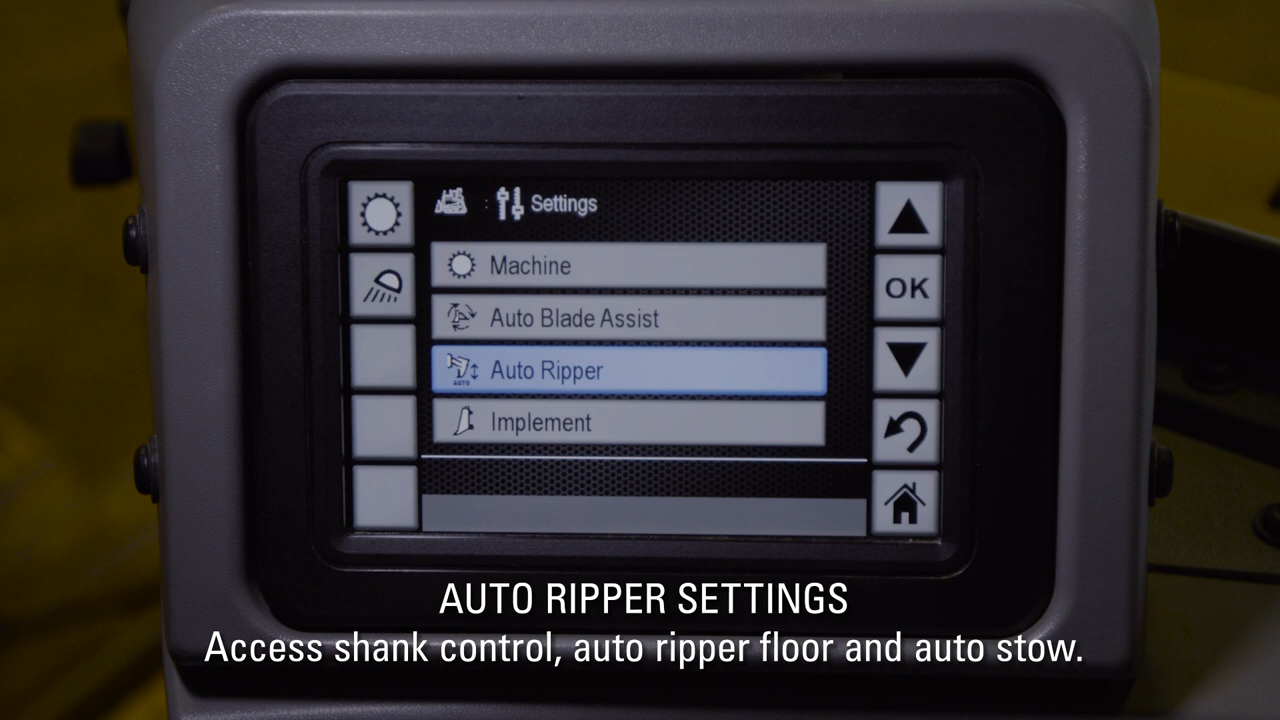 Settings
Machine
Auto Blade Assist
AUTO
Auto Ripper
Implement
OK
AUTO RIPPER SETTINGS
Access shank control, auto ripper floor and auto stow.